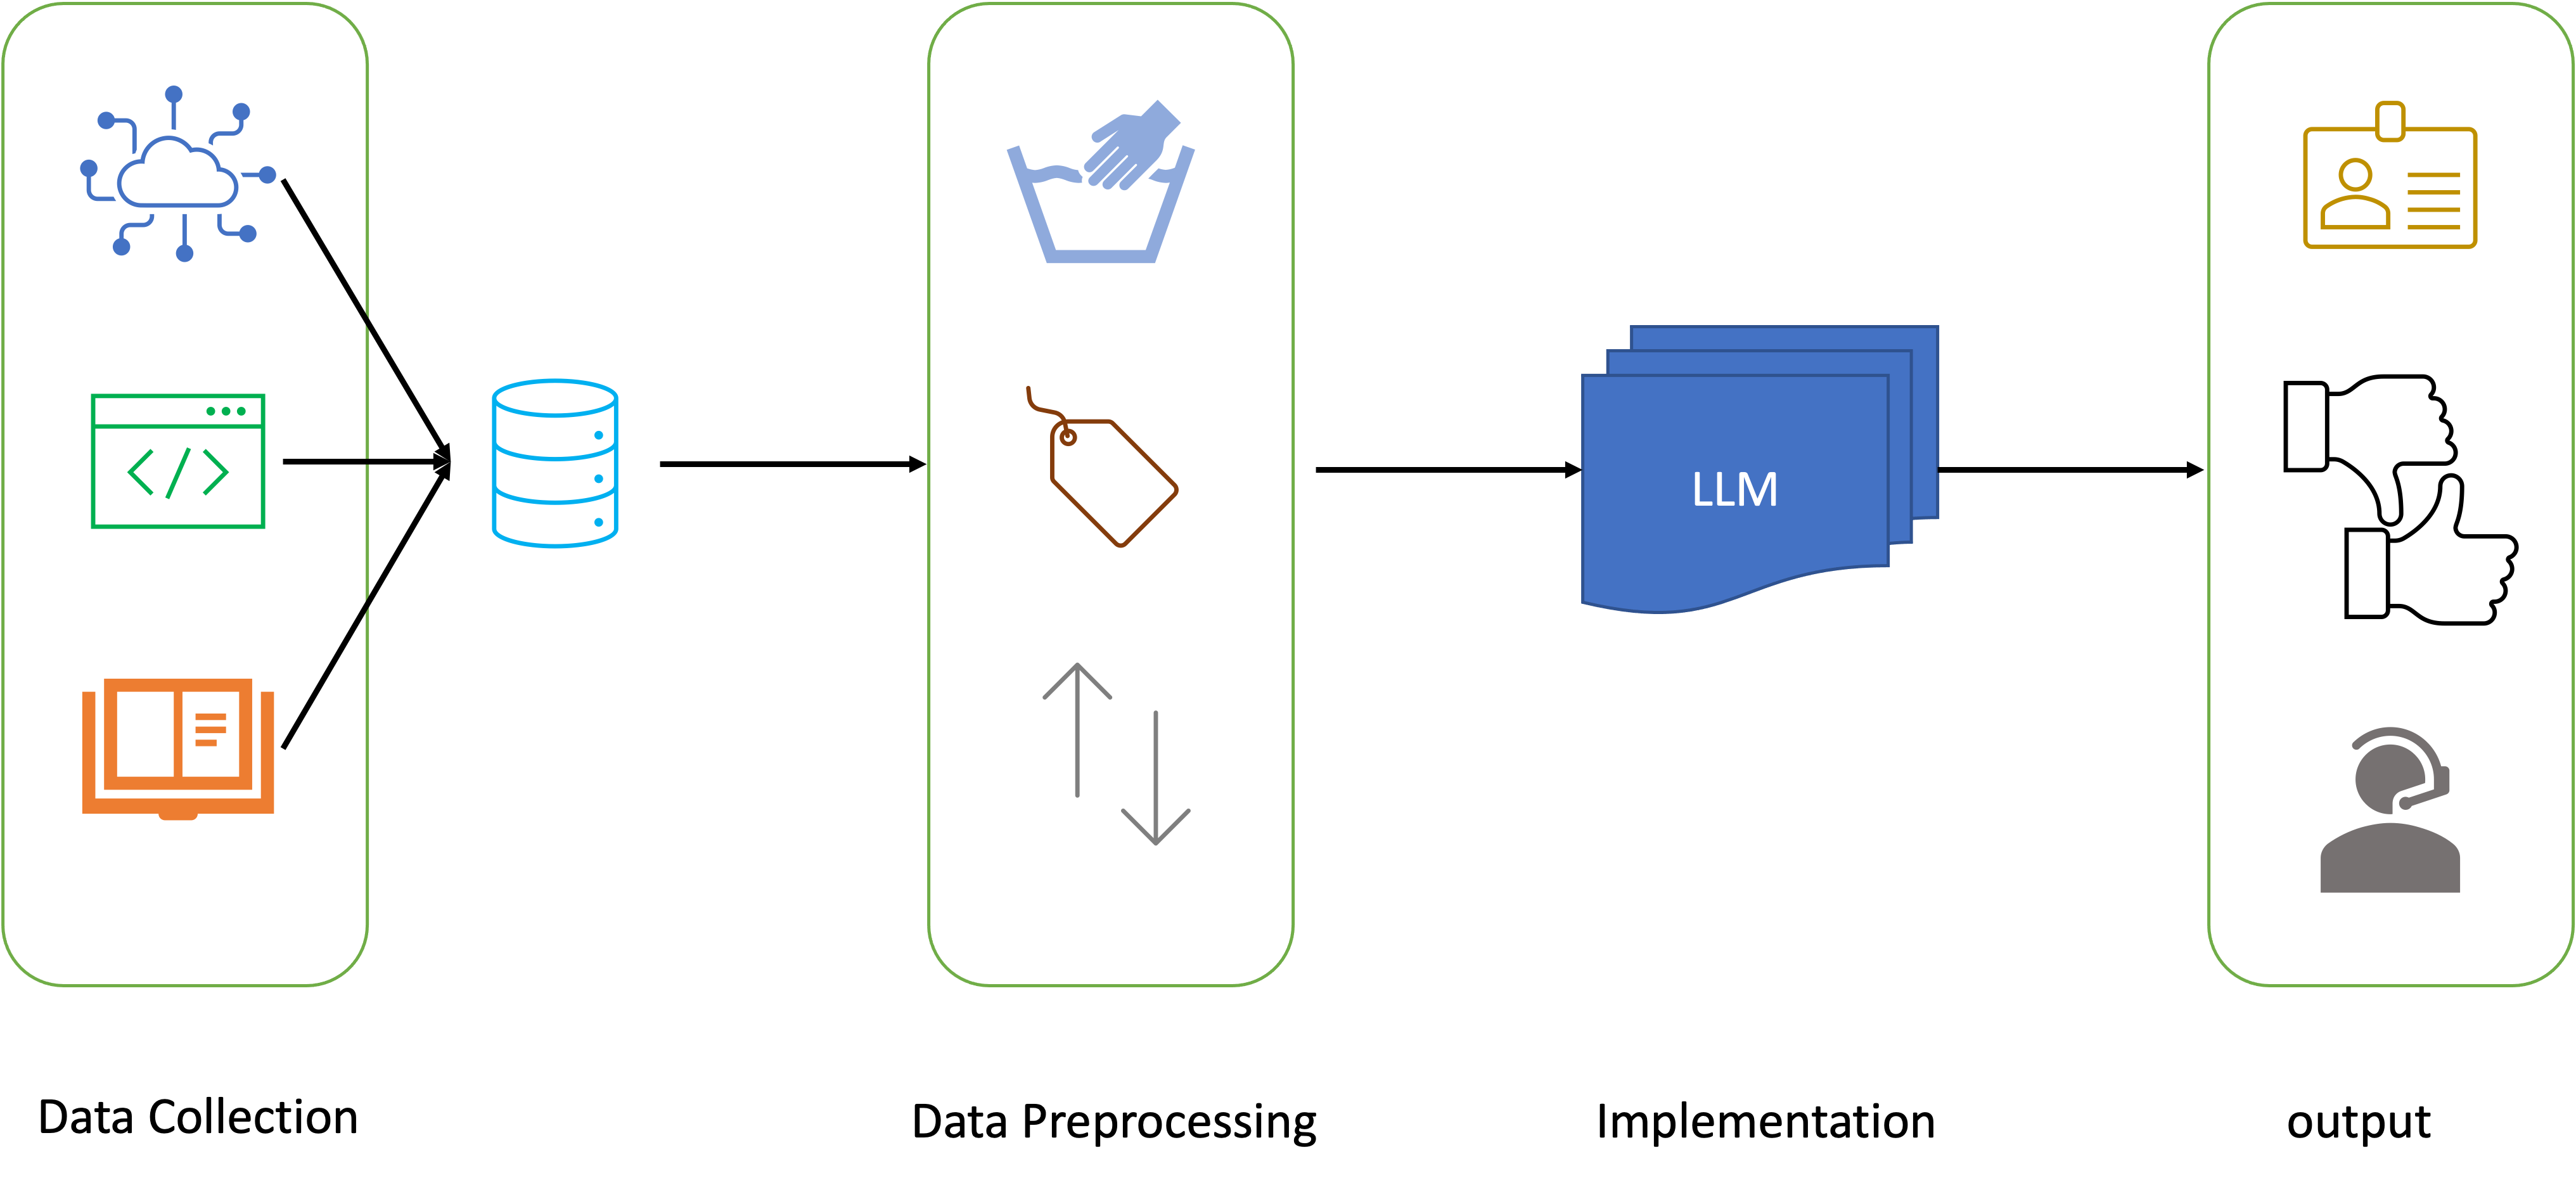 LLM
Data Collection
Data Preprocessing
Implementation
output